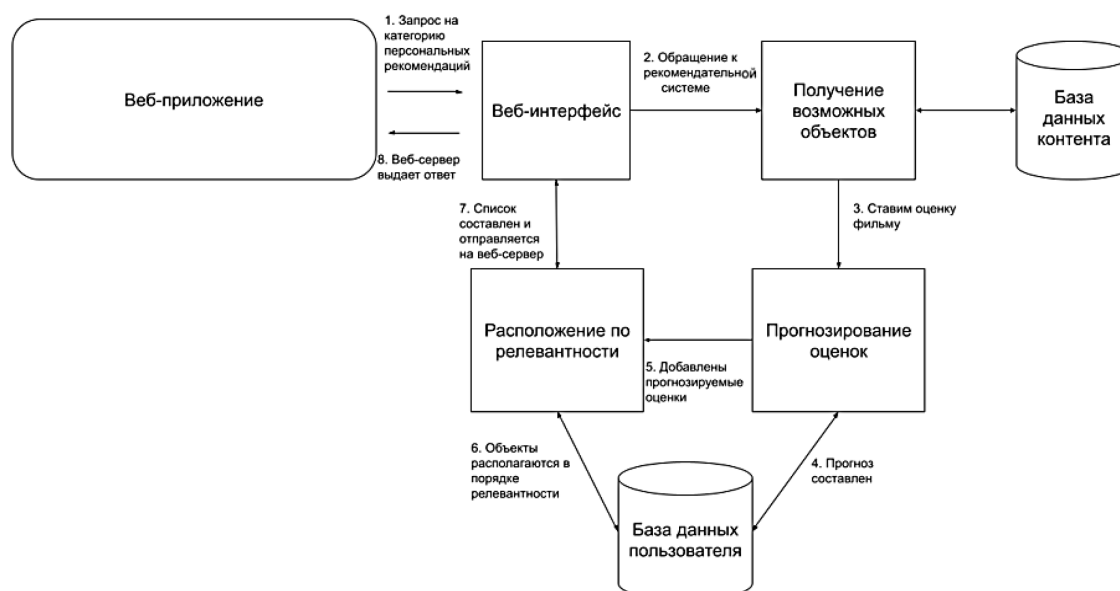 Веб-приложение
1. Запрос на
категорию
персональных
рекомендаций
8. Веб-сервер
выдает ответ
Веб-интерфейс
2. Обращение к
рекомендательной
системе
Получение
возможных
объектов
База
данных
контента
3. Ставим оценку
фильму
Прогнозирование
оценок
4. Прогноз
составлен
База данных
пользователя
5. Добавлены
прогнозируемые
оценки
Расположение по
релевантности
6. Объекты
располагаются в
порядке
релевантности
7. Список
составлен и
отправляется
на веб-сервер